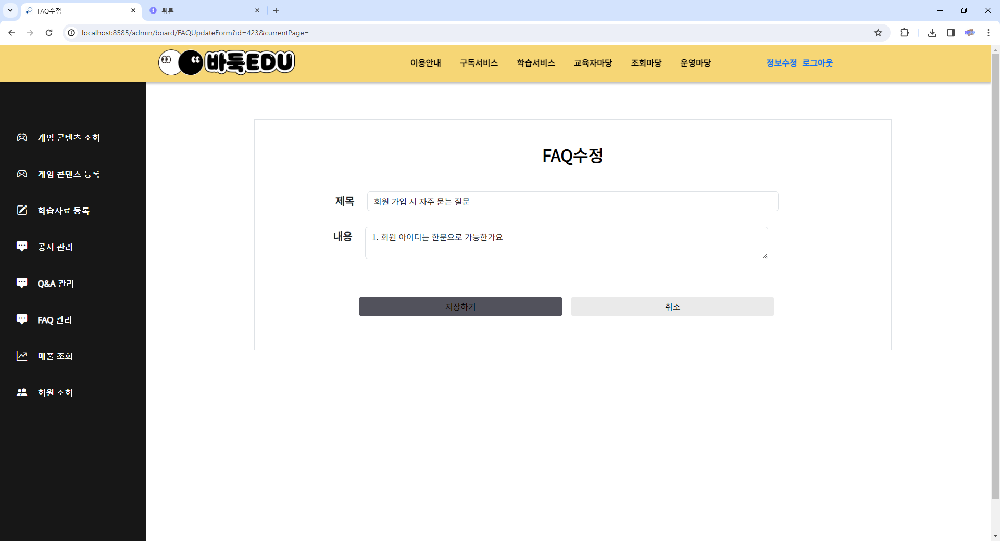 FAQ수정
뤼튼
localhost:8585/admin/board/FAQUpdateForm?id=423&currentPage=
바둑EDU
이용안내 구독서비스 학습서비스 교육자마당 조회마당 운영마당 정보수정 로그아웃
게임 콘텐츠 조회
게임 콘텐츠 등록
학습자료 등록
공지 관리
Q&A 관리
FAQ 관리
매출 조회
회원 조회
FAQ수정
제목 회원 가입 시 자주 묻는 질문
내용 1. 회원 아이디는 한문으로 가능한가요
저장하기 취소